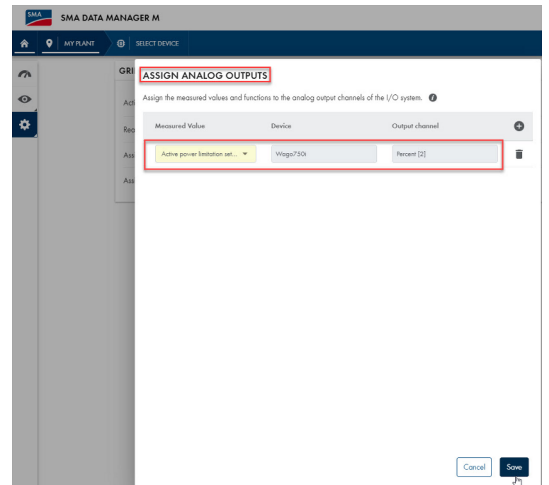 SMA
SMA DATA MANAGER M
MY PLANT
SELECT DEVICE
GRI
ASSIGN ANALOG OUTPUTS
Assign the measured values and functions to the analog output channels of the I/O system.
Acti
Rea
Ass
Ass
Measured Value Device Output channel
Active power limitation set... Wago750i Percent [2]
Cancel Save